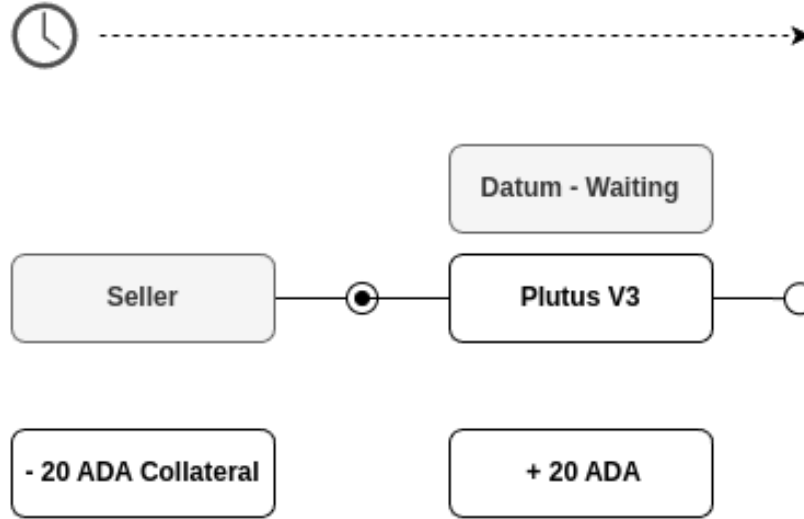 Datum - Waiting
Seller
Plutus V3
- 20 ADA Collateral
+ 20 ADA